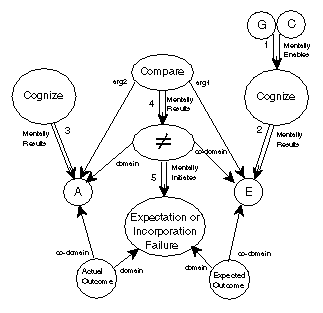 G
C
1
Mentally
Enables
Compare
arg2
arg1
Cognize
Cognize
4
Mentally
Results
Mentally
Results
3
2
Mentally
Results
≠
domain
co-domain
5
Mentally
Initiates
A
E
Expectation or
Incorporation
Failure
co-domain
co-domain
Actual
Outcome
domain
domain
Expected
Outcome